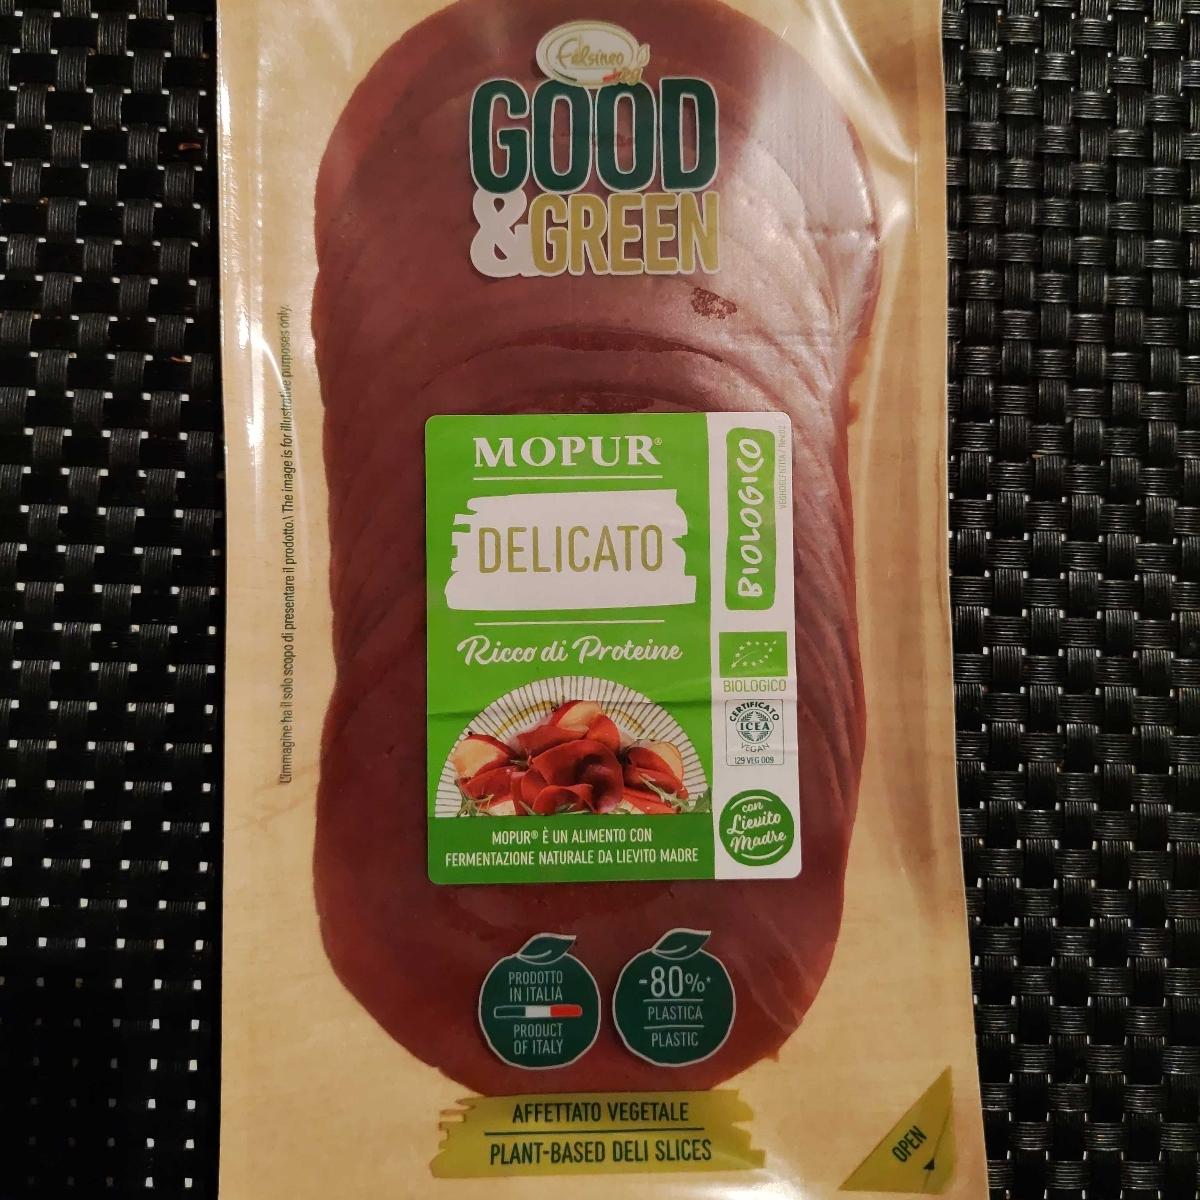 Felsineo
veg
GOOD
&GREEN
L'immagine ha il solo scopo di presentare il prodotto.\ The image is for illustrative purposes only.
MOPUR®
DELICATO
Ricco di Proteine
MOPUR® È UN ALIMENTO CON
FERMENTAZIONE NATURALE DA LIEVITO MADRE
BIOLOGICO
BIOLOGICO
CERTIFICATO
ICEA
VEGAN
129 VEG 009
con
Lievito
Madre
PRODOTTO
IN ITALIA
PRODUCT
OF ITALY
-80%*
PLASTICA
PLASTIC
AFFETTATO VEGETALE
PLANT-BASED DELI SLICES
OPEN